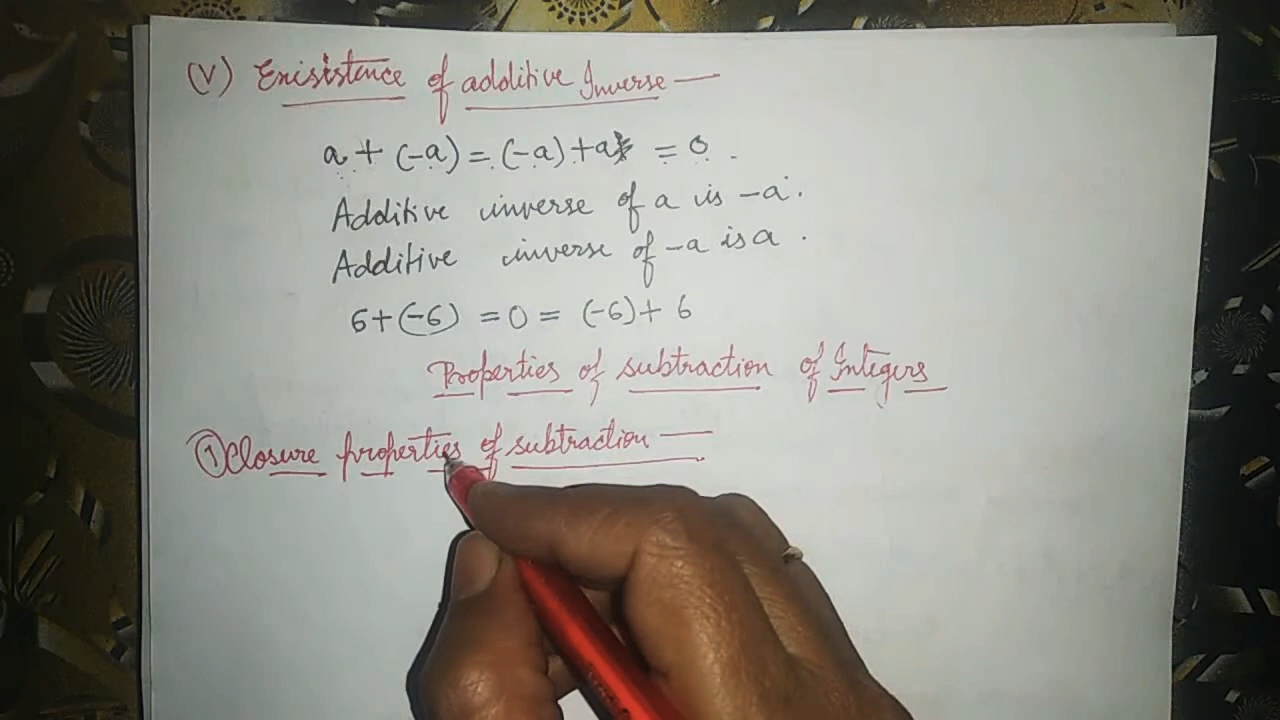 (V) Enisistence of additive Inverse —
a + (-a) = (-a) + a = 0 .
Additive inverse of a is -a .
Additive inverse of -a is a .
6+(-6) = 0 = (-6)+ 6
Properties of subtraction of Integers
① Closure properties of subtraction —